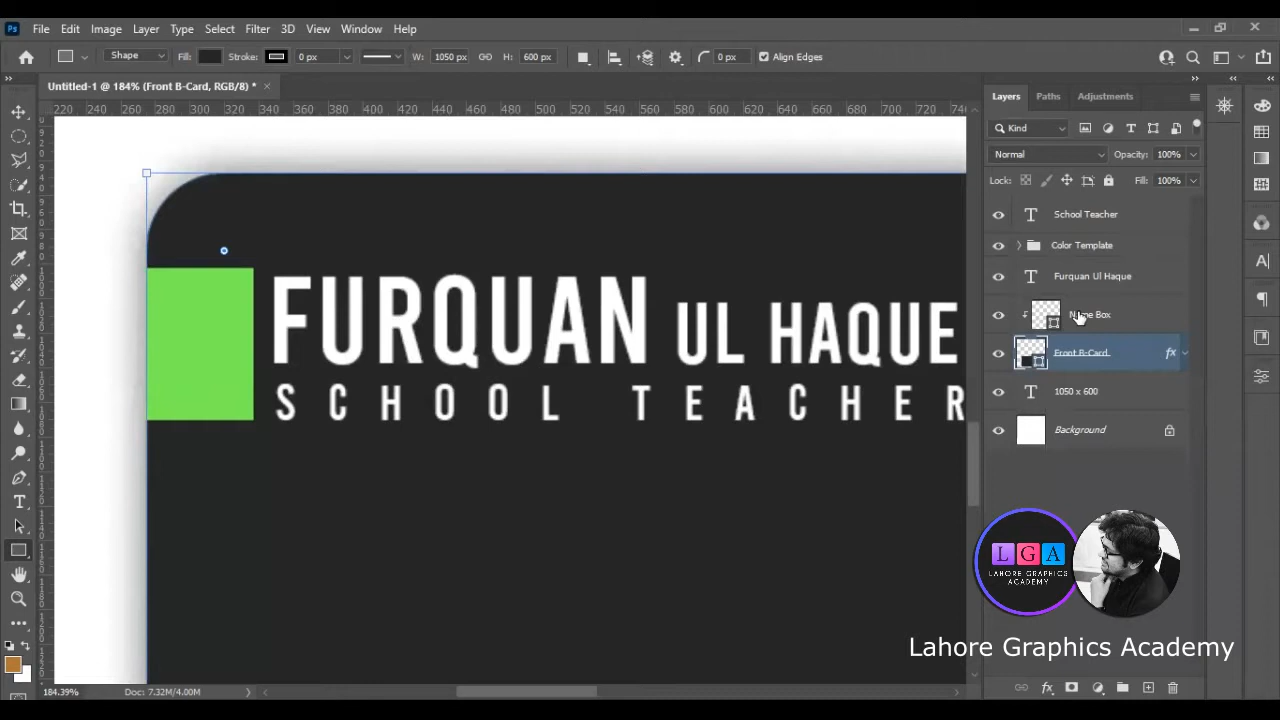 Ps File Edit Image Layer Type Select Filter 3D View Window Help
Shape Fill: Stroke: 0 px W: 1050 px H: 600 px 0 px Align Edges
Untitled-1 @ 184% (Front B-Card, RGB/8) * ×
220 240 260 280 300 320 340 360 380 400 420 440 460 480 500 520 540 560 580 600 620 640 660 680 700 720
Layers Paths Adjustments
Kind
Normal Opacity: 100%
Lock: Fill: 100%
School Teacher
Color Template
Furquan Ul Haque
Name Box
Front B-Card
fx
1050 x 600
Background
FURQUAN UL HAQUE
SCHOOL TEACHER
LGA
LAHORE GRAPHICS
ACADEMY
Lahore Graphics Academy
184.39% Doc: 7.32M/4.00M
fx